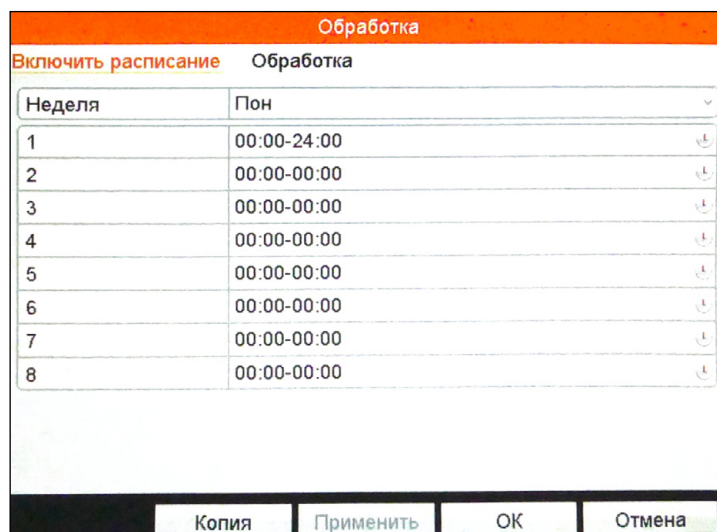 Обработка
Включить расписание Обработка
Неделя Пон
1 00:00-24:00
2 00:00-00:00
3 00:00-00:00
4 00:00-00:00
5 00:00-00:00
6 00:00-00:00
7 00:00-00:00
8 00:00-00:00
Копия Применить ОК Отмена